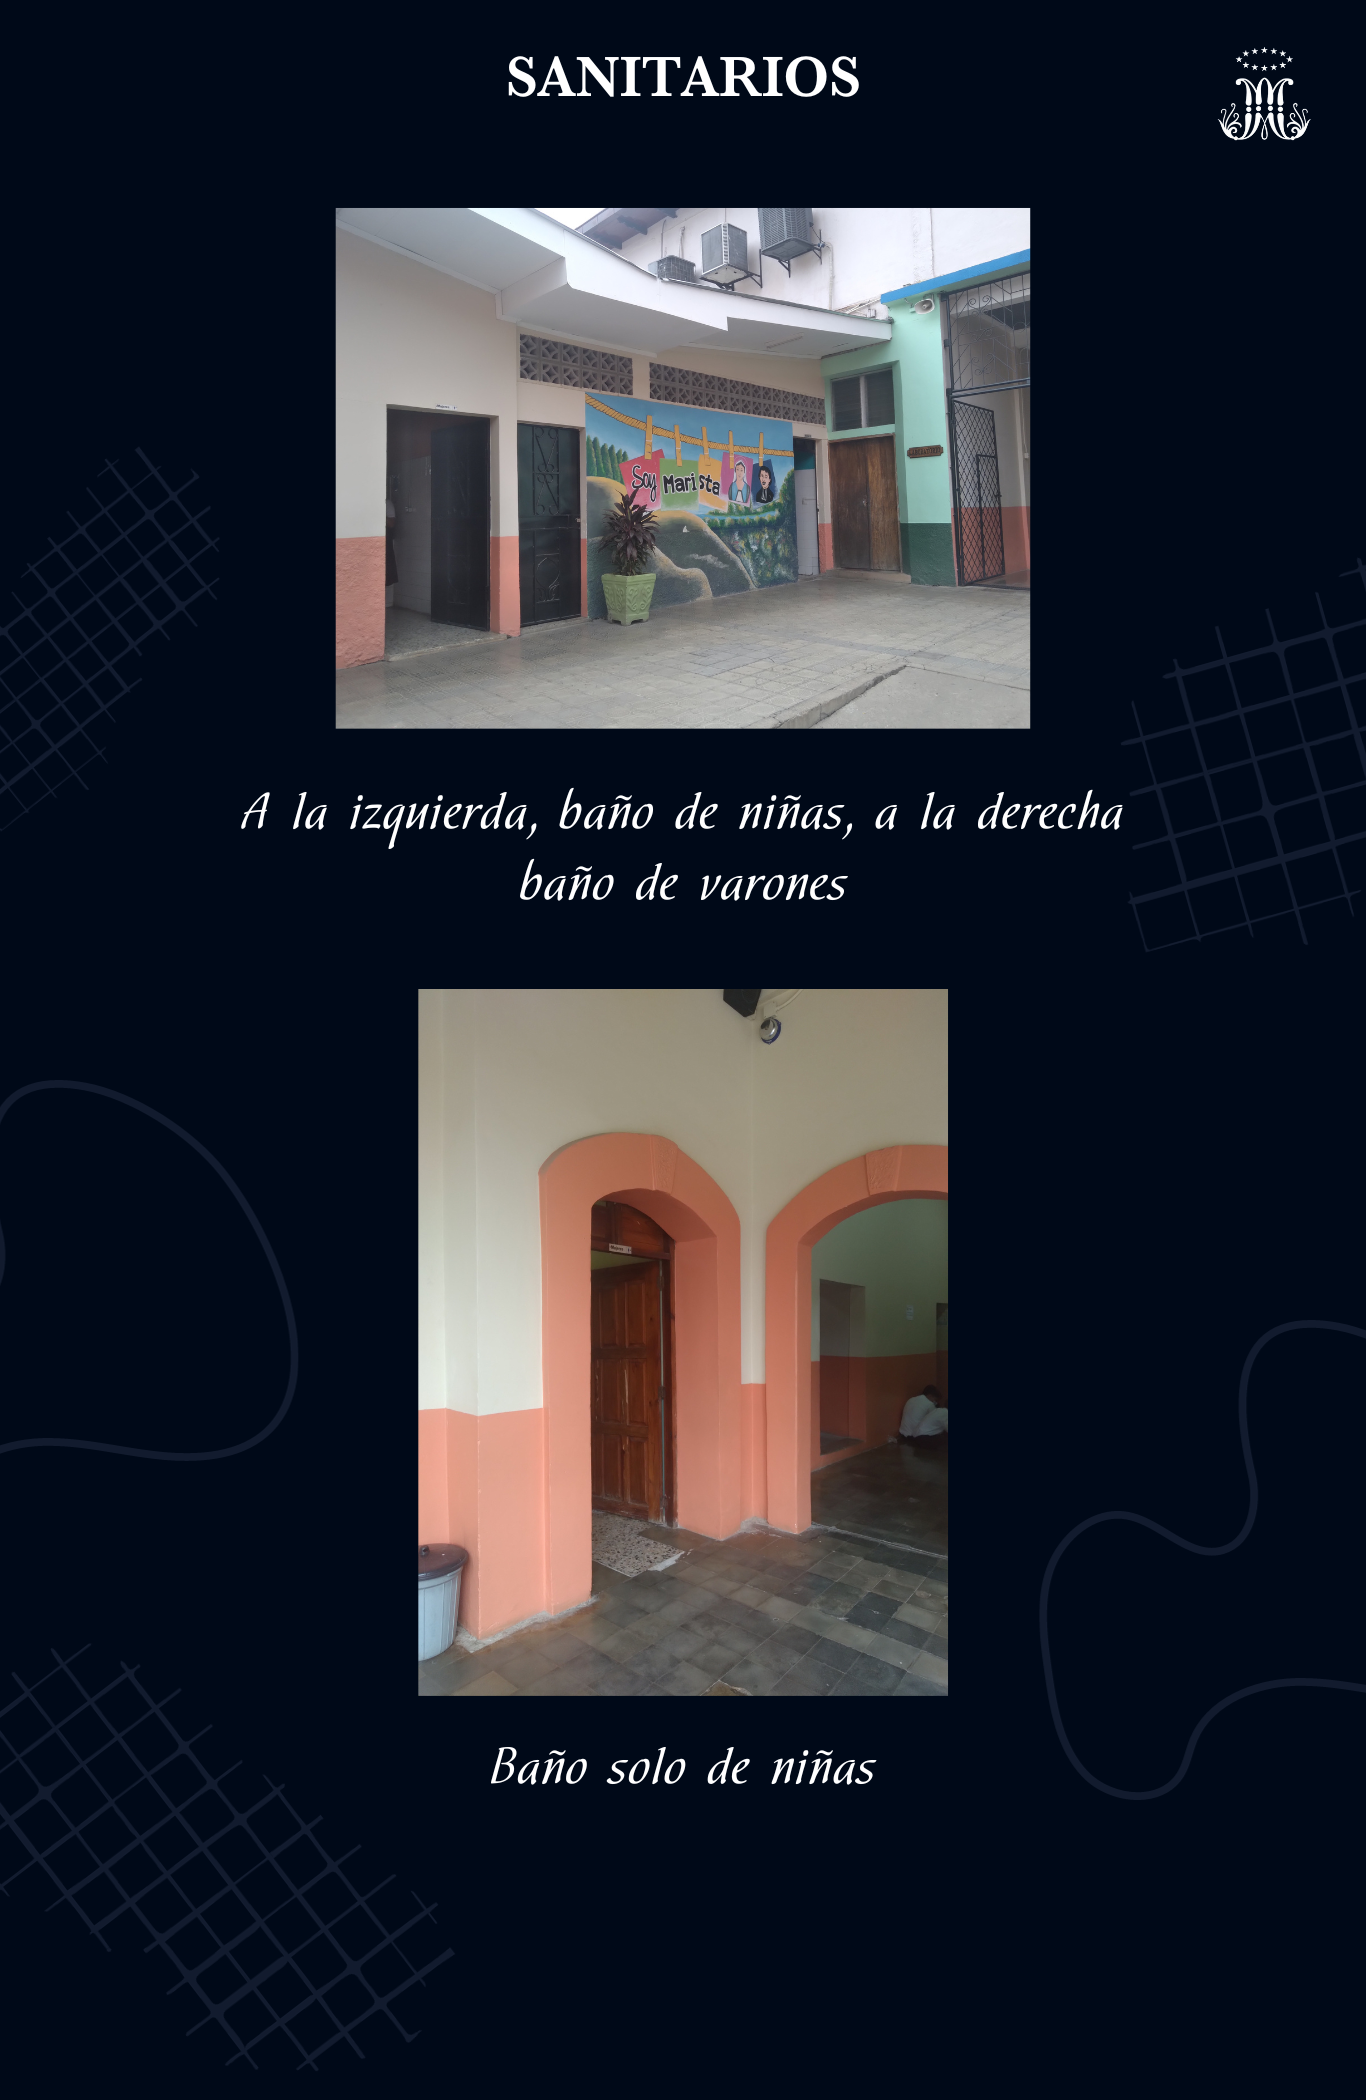 SANITARIOS
Soy Marista
A la izquierda, baño de niñas, a la derecha
baño de varones
Baño solo de niñas